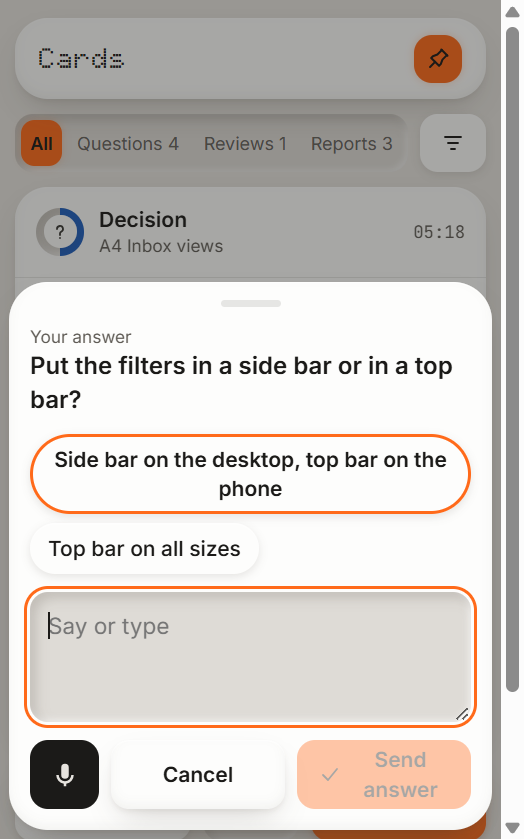 Cards
All Questions 4 Reviews 1 Reports 3
?
Decision
A4 Inbox views
05:18
Your answer
Put the filters in a side bar or in a top
bar?
Side bar on the desktop, top bar on the
phone
Top bar on all sizes
Say or type
Cancel
Send
answer